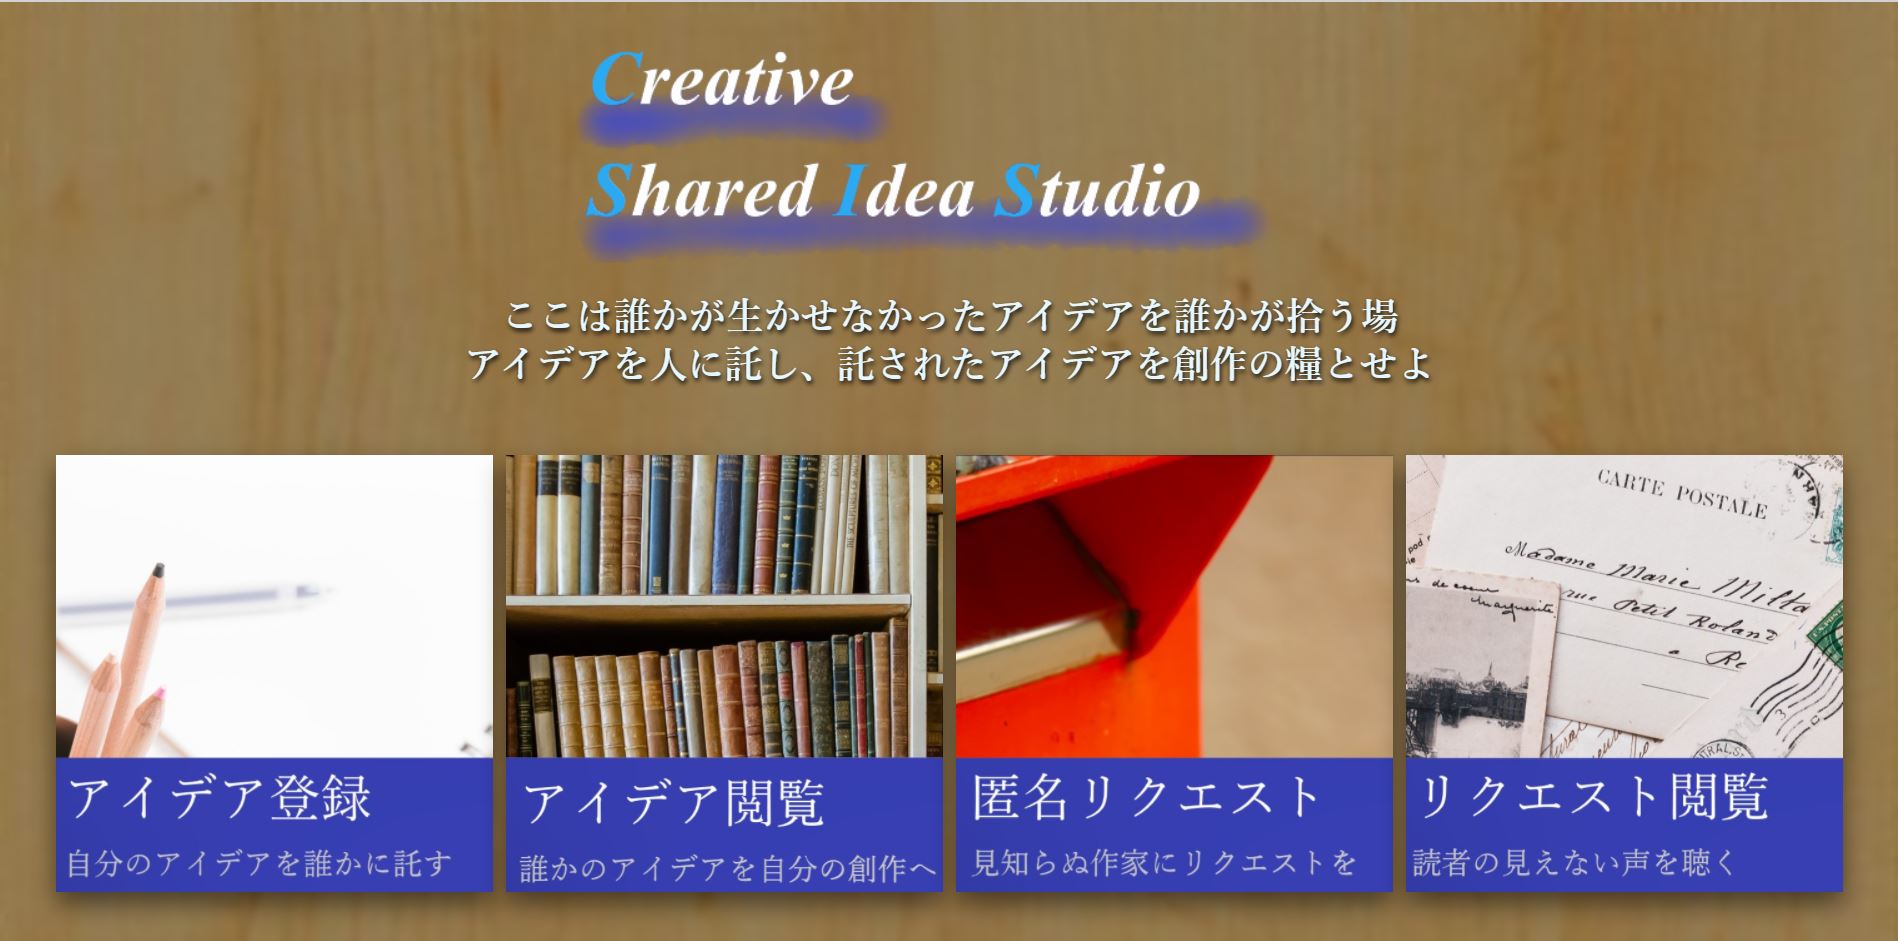 Creative
Shared Idea Studio
ここは誰かが生かせなかったアイデアを誰かが拾う場
アイデアを人に託し、託されたアイデアを創作の糧とせよ
アイデア登録
自分のアイデアを誰かに託す
アイデア閲覧
誰かのアイデアを自分の創作へ
匿名リクエスト
見知らぬ作家にリクエストを
CARTE POSTALE
Madame Marie Milta
rue Petit Roland
marguerite
リクエスト閲覧
読者の見えない声を聴く